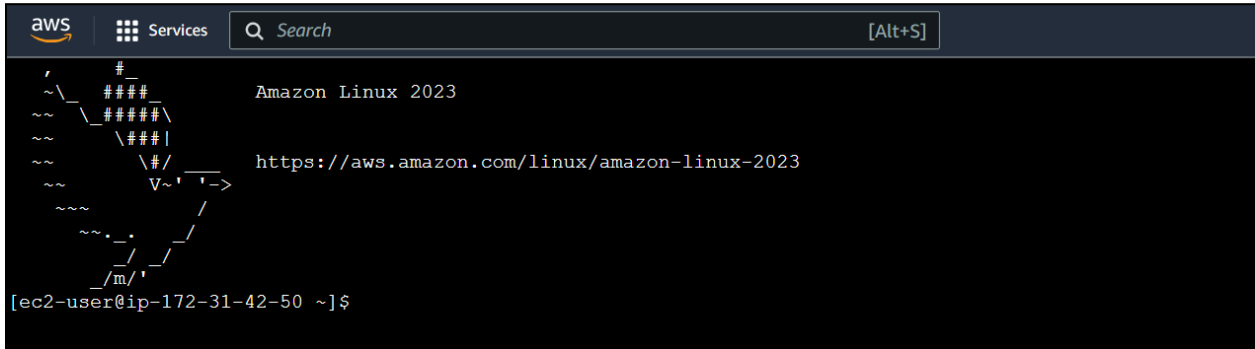 aws Services Search [Alt+S]
   ,     #_
   ~\_  ####_        Amazon Linux 2023
  ~~  \_#####\
  ~~     \###|
  ~~       \#/ ___   https://aws.amazon.com/linux/amazon-linux-2023
   ~~       V~' '->
    ~~~         /
      ~~._.   _/
         _/ _/
       _/m/'
[ec2-user@ip-172-31-42-50 ~]$